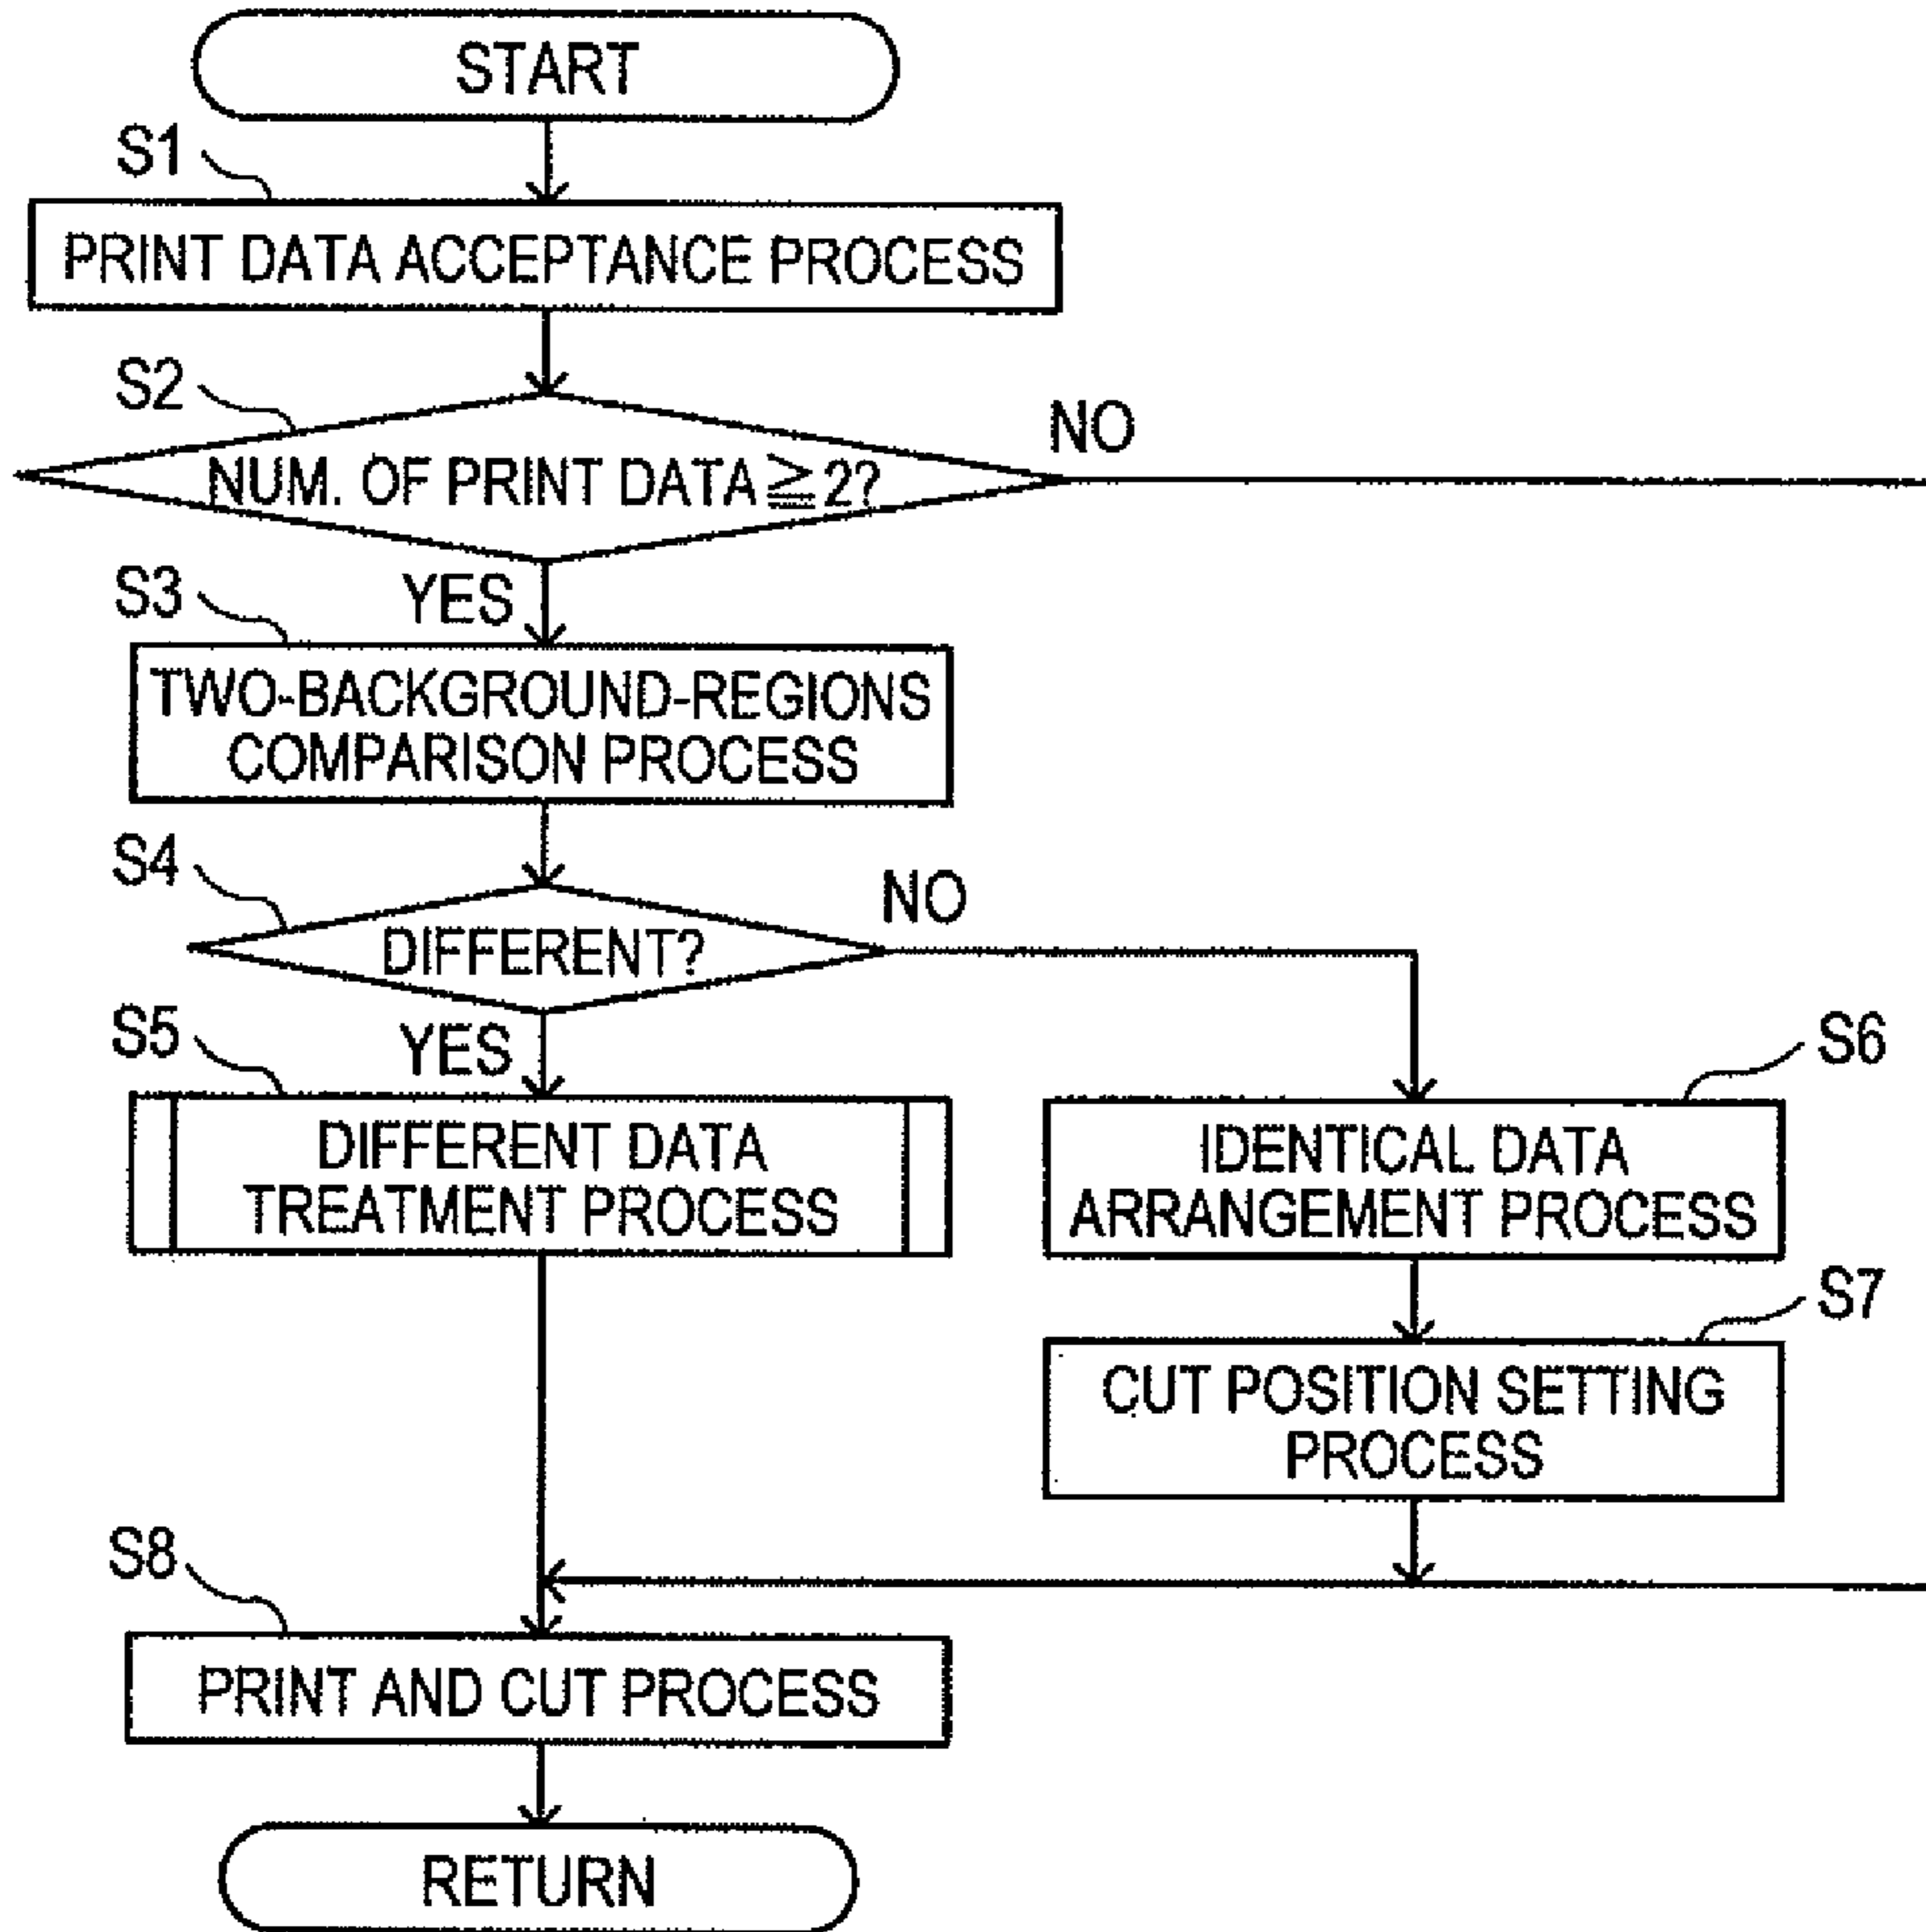 START
S1
PRINT DATA ACCEPTANCE PROCESS
S2
NUM. OF PRINT DATA ≧ 2?
NO
YES
S3
TWO-BACKGROUND-REGIONS
COMPARISON PROCESS
S4
DIFFERENT?
NO
YES
S5
DIFFERENT DATA
TREATMENT PROCESS
S6
IDENTICAL DATA
ARRANGEMENT PROCESS
S7
CUT POSITION SETTING
PROCESS
S8
PRINT AND CUT PROCESS
RETURN